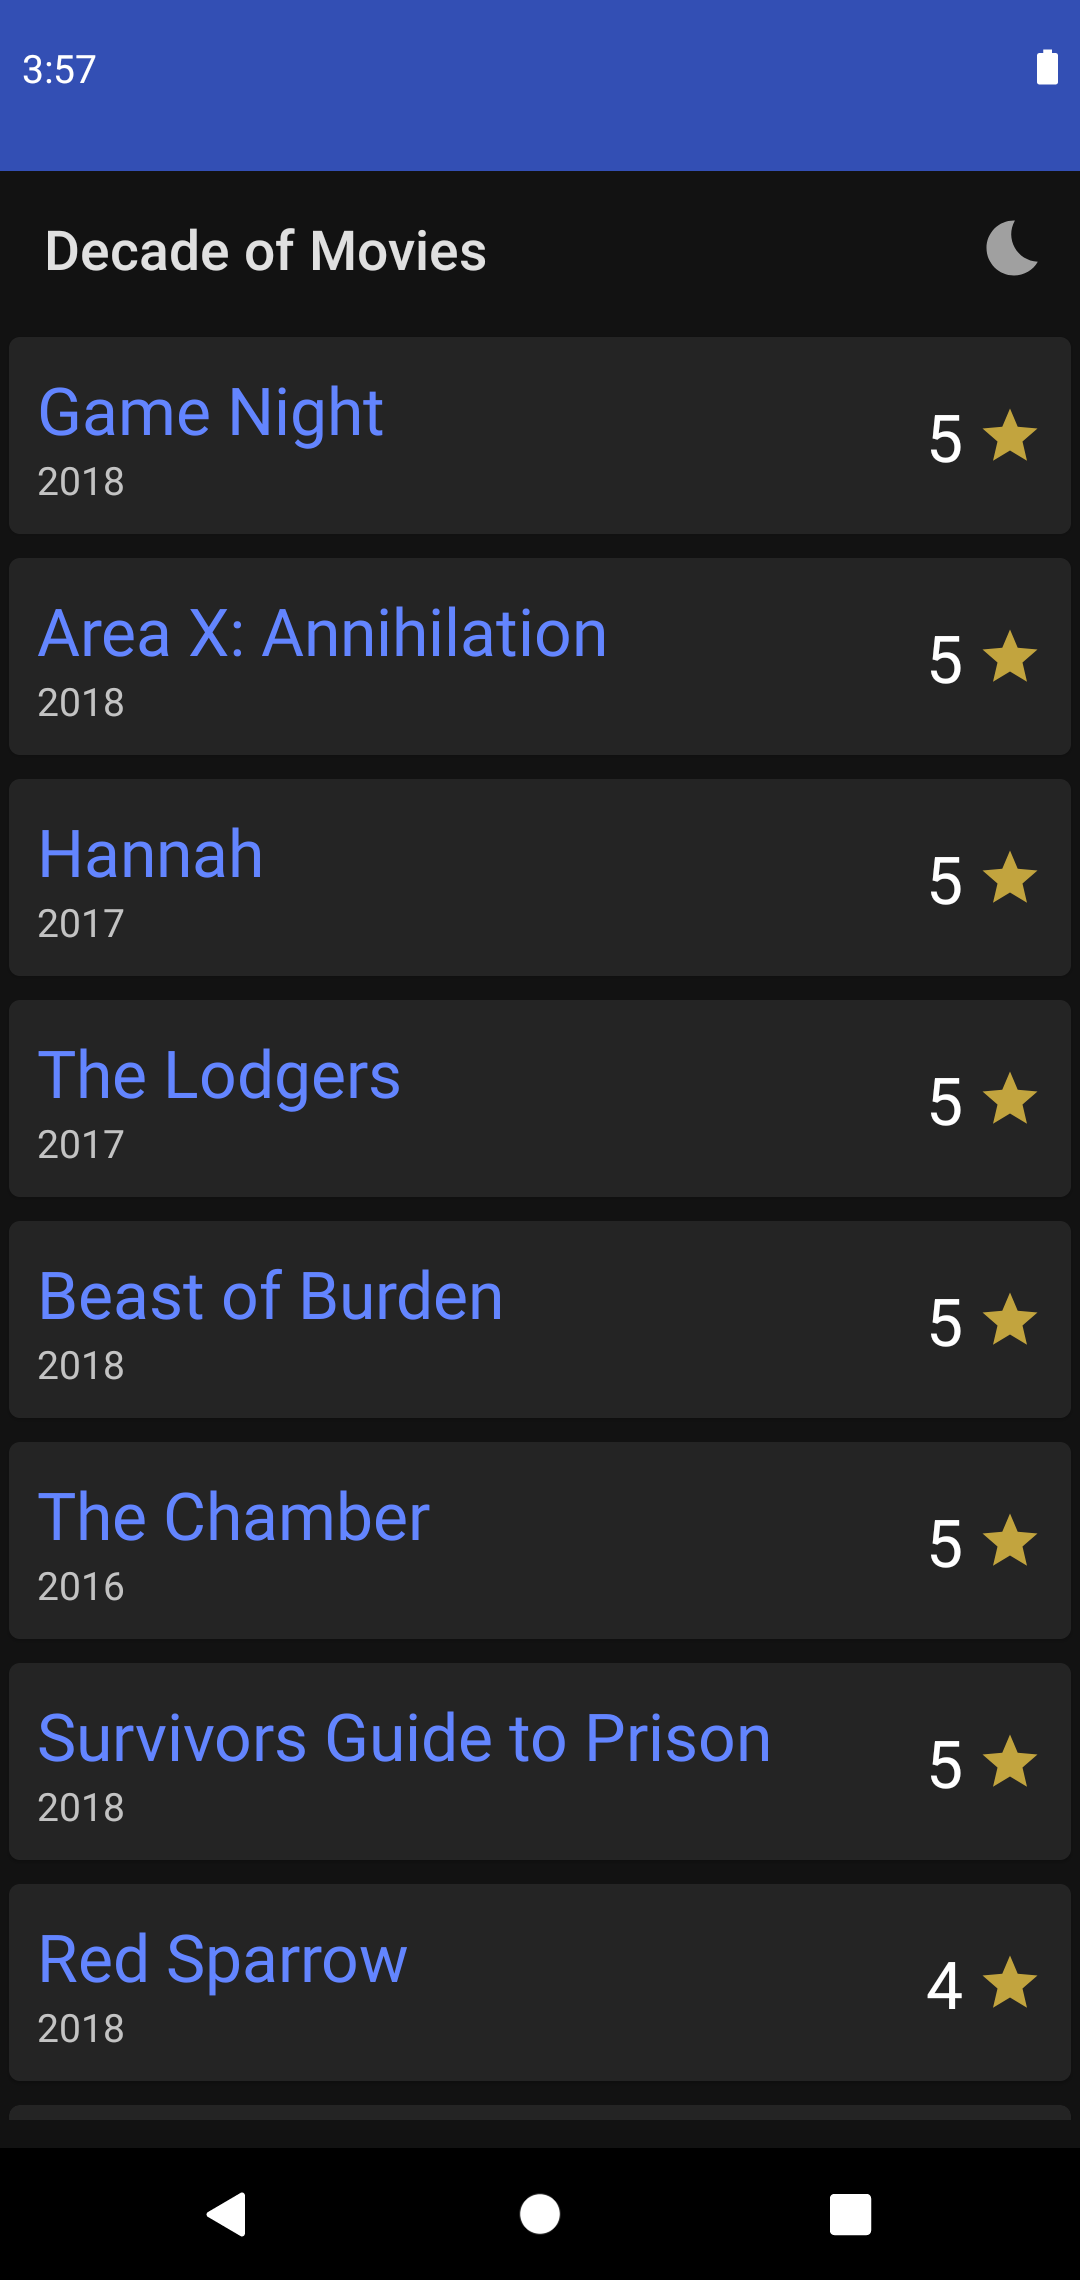 3:57
Decade of Movies
Game Night
2018
5
Area X: Annihilation
2018
5
Hannah
2017
5
The Lodgers
2017
5
Beast of Burden
2018
5
The Chamber
2016
5
Survivors Guide to Prison
2018
5
Red Sparrow
2018
4